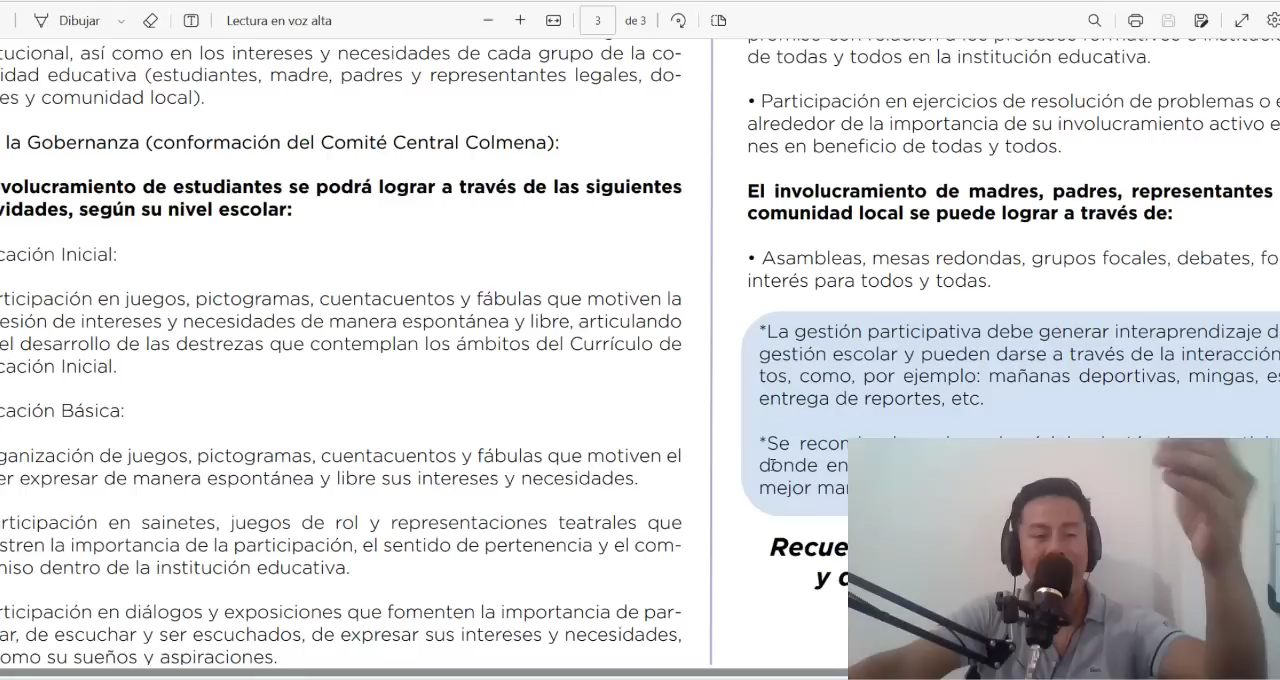 Dibujar
Lectura en voz alta
3
de 3
tucional, así como en los intereses y necesidades de cada grupo de la co-
idad educativa (estudiantes, madre, padres y representantes legales, do-
es y comunidad local).
la Gobernanza (conformación del Comité Central Colmena):
volucramiento de estudiantes se podrá lograr a través de las siguientes
vidades, según su nivel escolar:
cación Inicial:
rticipación en juegos, pictogramas, cuentacuentos y fábulas que motiven la
esión de intereses y necesidades de manera espontánea y libre, articulando
el desarrollo de las destrezas que contemplan los ámbitos del Currículo de
cación Inicial.
cación Básica:
ganización de juegos, pictogramas, cuentacuentos y fábulas que motiven el
er expresar de manera espontánea y libre sus intereses y necesidades.
rticipación en sainetes, juegos de rol y representaciones teatrales que
stren la importancia de la participación, el sentido de pertenencia y el com-
niso dentro de la institución educativa.
rticipación en diálogos y exposiciones que fomenten la importancia de par-
ar, de escuchar y ser escuchados, de expresar sus intereses y necesidades,
omo su sueños y aspiraciones.
de todas y todos en la institución educativa.
• Participación en ejercicios de resolución de problemas o
alrededor de la importancia de su involucramiento activo e
nes en beneficio de todas y todos.
El involucramiento de madres, padres, representantes
comunidad local se puede lograr a través de:
• Asambleas, mesas redondas, grupos focales, debates, fo
interés para todos y todas.
*La gestión participativa debe generar interaprendizaje d
gestión escolar y pueden darse a través de la interacción
tos, como, por ejemplo: mañanas deportivas, mingas, es
entrega de reportes, etc.
*Se recom
donde en
mejor ma
Recue
y d